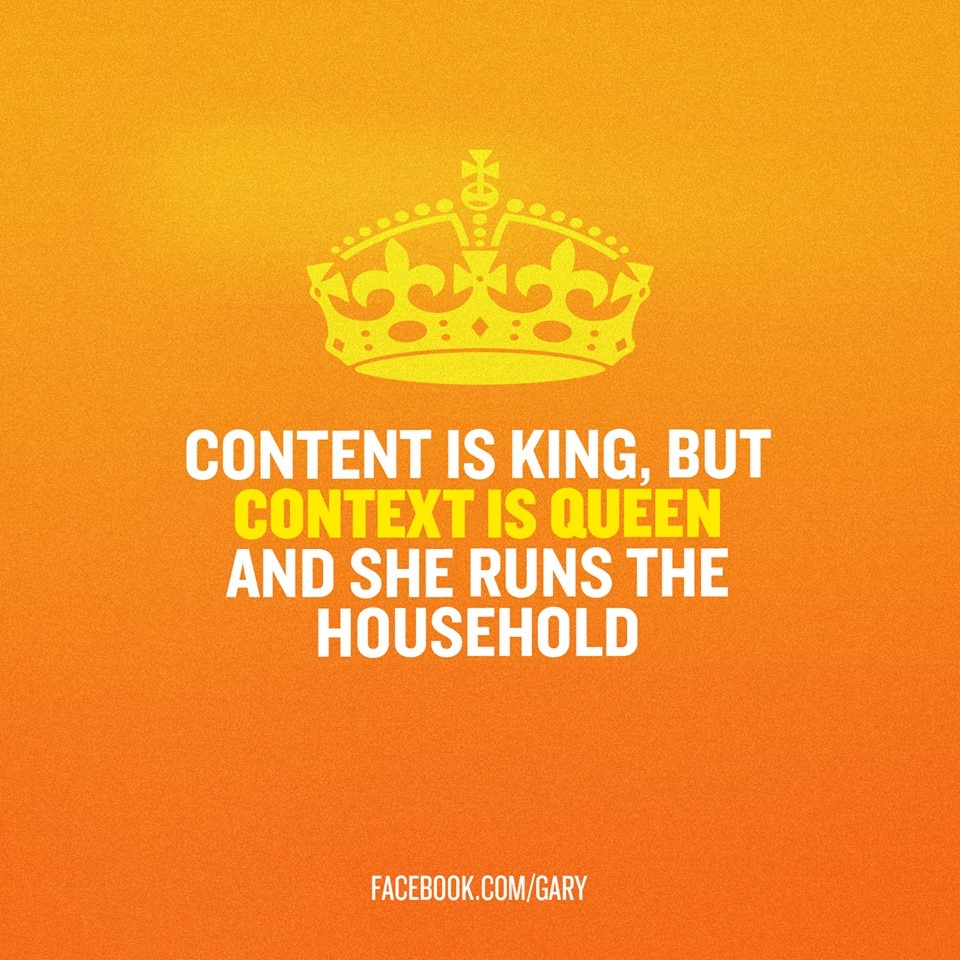 CONTENT IS KING, BUT
CONTEXT IS QUEEN
AND SHE RUNS THE
HOUSEHOLD
FACEBOOK.COM/GARY